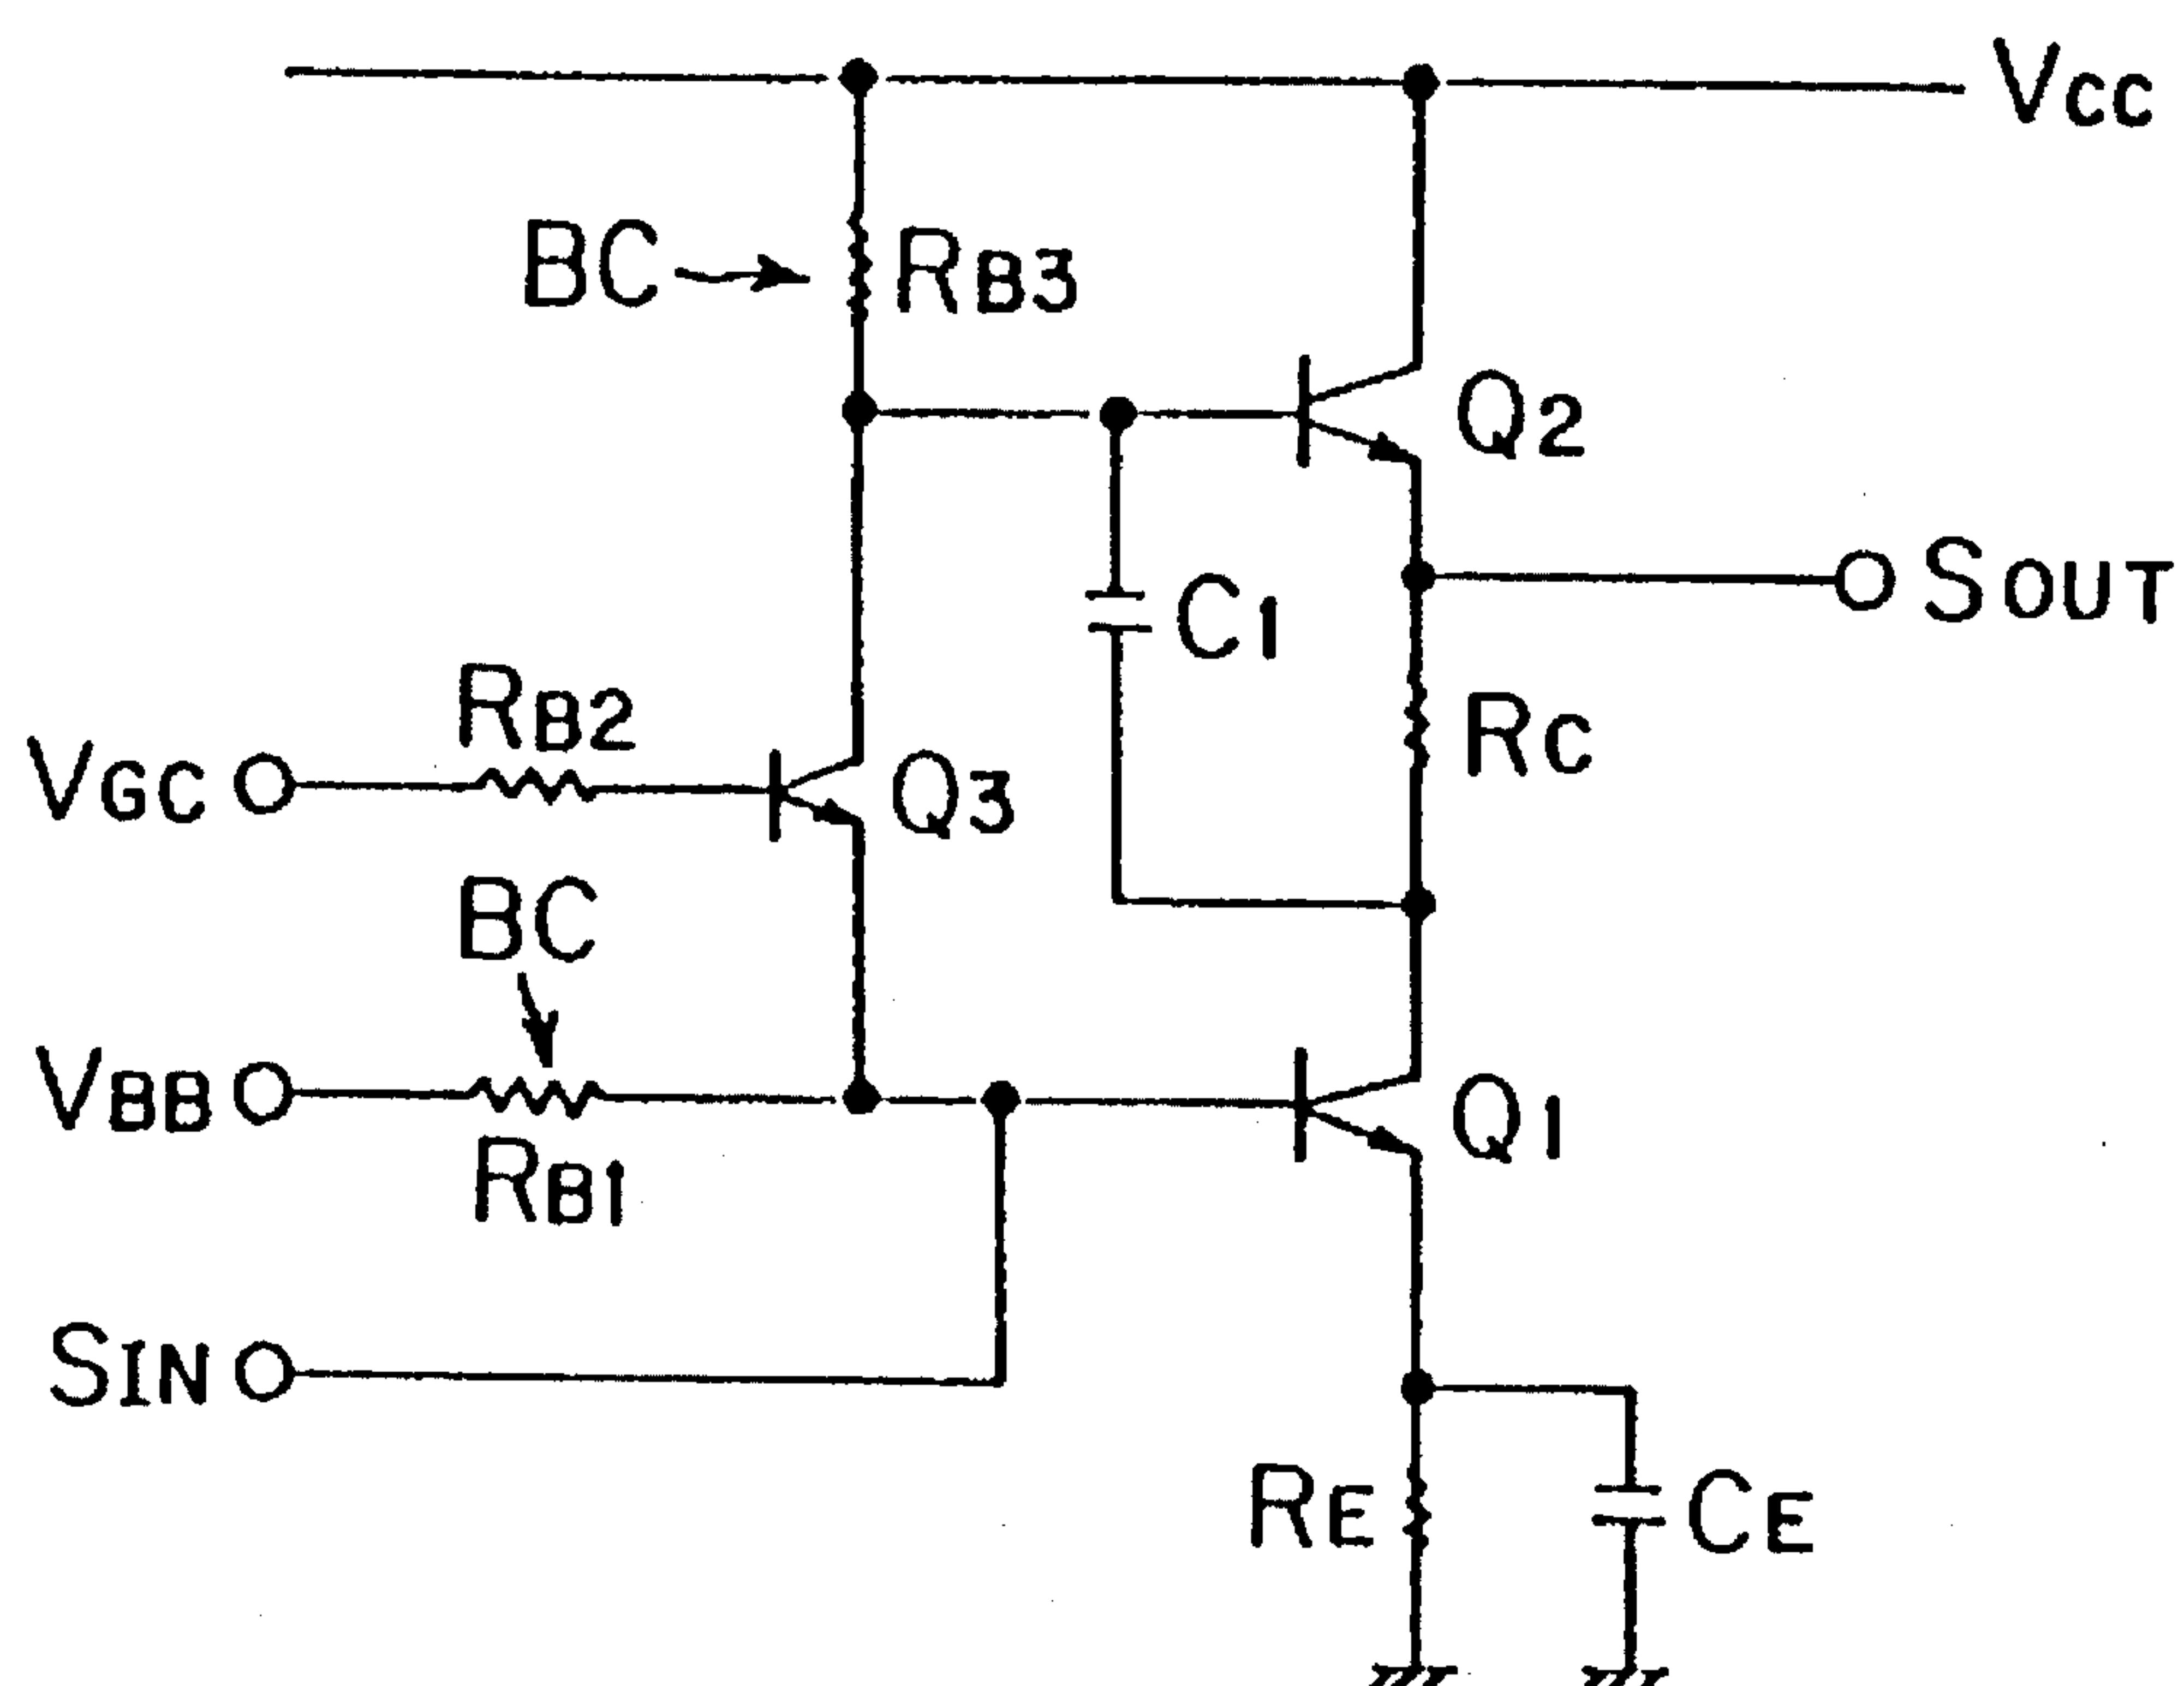 Vcc
BC
RB3
Q2
SOUT
C1
RB2
RC
VGC
Q3
BC
VBB
Q1
RB1
SIN
RE
CE